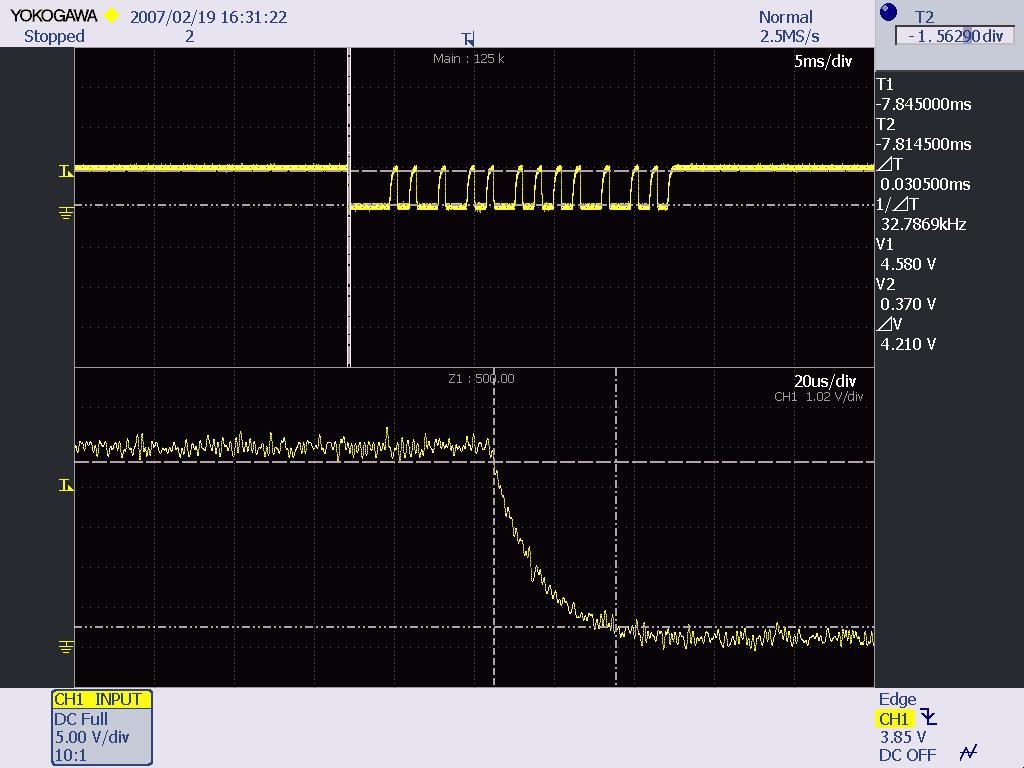 YOKOGAWA 2007/02/19 16:31:22 Normal T2
Stopped 2 T 2.5MS/s -1.56290div
Main : 125 k 5ms/div
T1
-7.845000ms
T2
-7.814500ms
⊿T
0.030500ms
1/⊿T
32.7869kHz
V1
4.580 V
V2
0.370 V
⊿V
4.210 V
Z1 : 500.00 20us/div
CH1 1.02 V/div
CH1 INPUT
DC Full
5.00 V/div
10:1
Edge
CH1
3.85 V
DC OFF